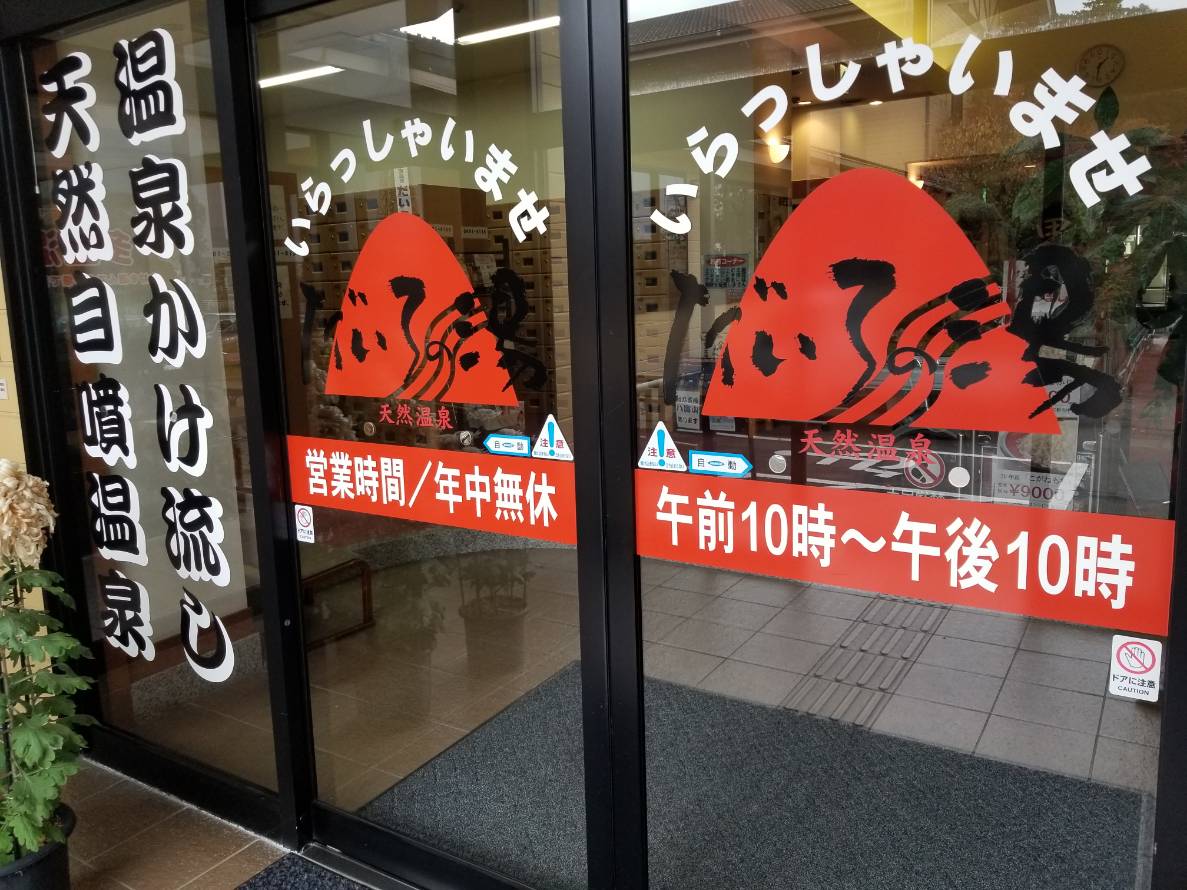 温泉かけ流し
天然自噴温泉
いらっしゃいませ
だいろの湯
天然温泉
自動
注意
営業時間／年中無休
いらっしゃいませ
だいろの湯
天然温泉
注意
自動
午前10時～午後10時
ドアに注意
CAUTION